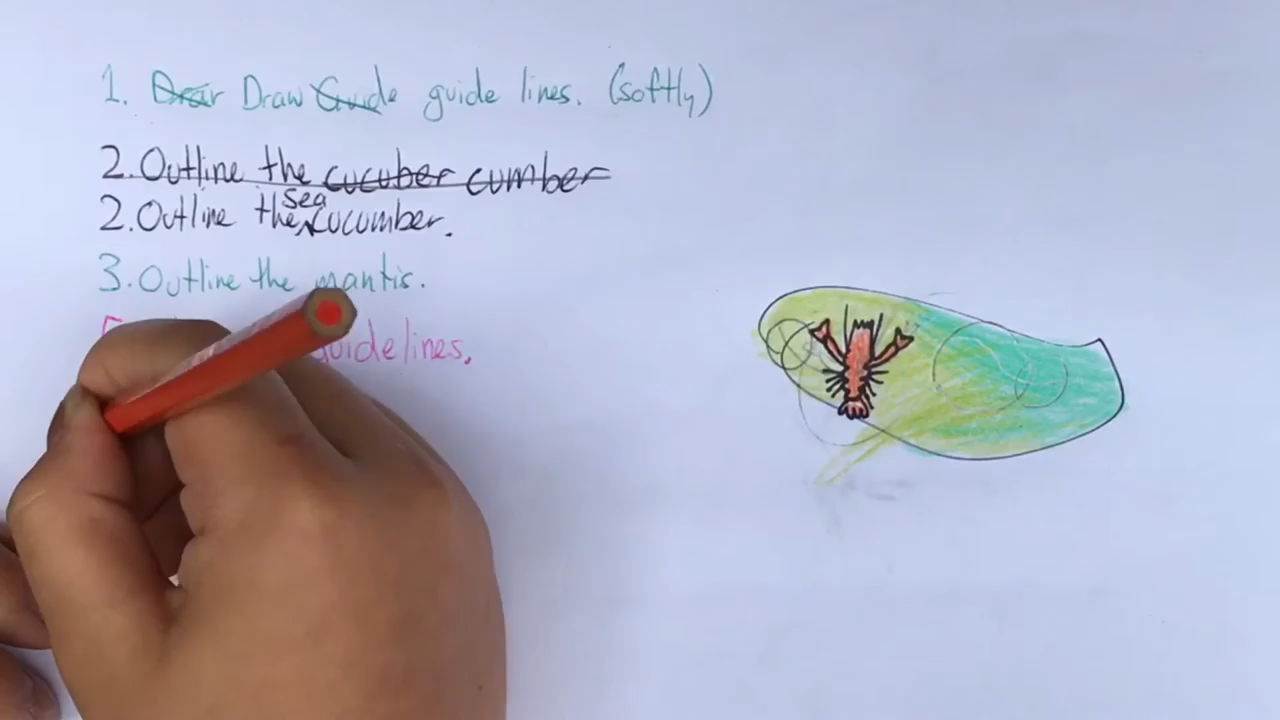 1. Draw Guide guide lines. (softly)
2. Outline the cucuber cumber
2. Outline the sea cucumber.
3. Outline the mantis.
guidelines.